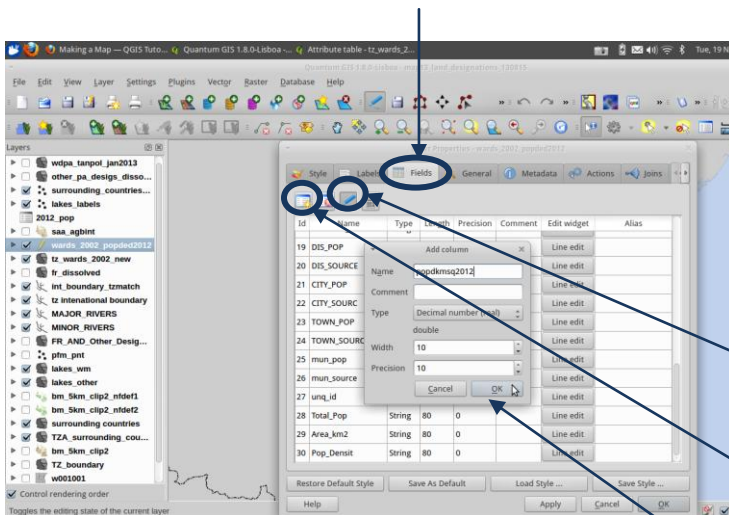 Making a Map — QGIS Tuto... Quantum GIS 1.8.0-Lisboa -... Attribute table - tz_wards_2... Tue, 19 N
File Edit View Layer Settings Plugins Vector Raster Database Help
Layers
wdpa_tanpol_jan2013
other_pa_desigs_disso...
surrounding_countries...
lakes_labels
2012_pop
saa_agbint
wards_2002_popded2012
tz_wards_2002_new
fr_dissolved
int_boundary_tzmatch
tz intenational boundary
MAJOR_RIVERS
MINOR_RIVERS
FR_AND_Other_Desig...
pfm_pnt
lakes_wm
lakes_other
bm_5km_clip2_nfdef1
bm_5km_clip2_nfdef2
surrounding countries
TZA_surrounding_cou...
bm_5km_clip2
TZ_boundary
w001001
Control rendering order
Toggles the editing state of the current layer
Style Labels Fields General Metadata Actions Joins
Id Name Type Length Precision Comment Edit widget Alias
19 DIS_POP Line edit
20 DIS_SOURCE Line edit
21 CITY_POP Line edit
22 CITY_SOURC Line edit
23 TOWN_POP Line edit
24 TOWN_SOURC Line edit
25 mun_pop Line edit
26 mun_source Line edit
27 unq_id Line edit
28 Total_Pop String 80 0 Line edit
29 Area_km2 String 80 0 Line edit
30 Pop_Densit String 80 0 Line edit
Add column
Name popdkmsq2012
Comment
Type Decimal number (real)
double
Width 10
Precision 10
Cancel OK
Restore Default Style Save As Default Load Style ... Save Style ...
Help Apply Cancel OK